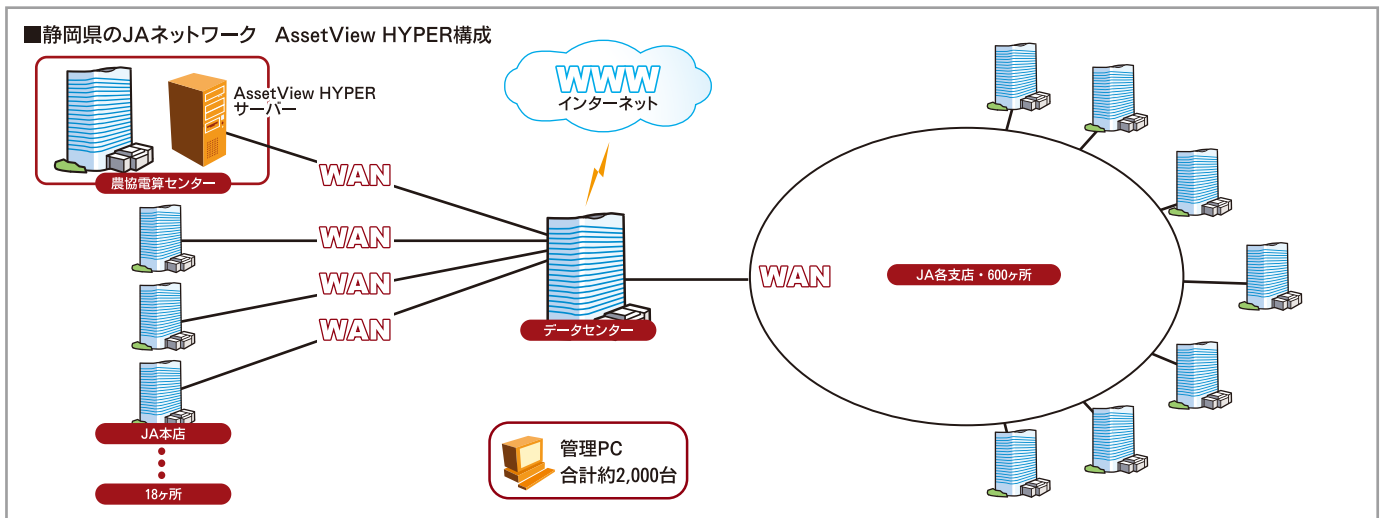 ■静岡県のJAネットワーク　AssetView HYPER構成
AssetView HYPER
サーバー
農協電算センター
WWW
インターネット
WAN
WAN
WAN
WAN
データセンター
WAN
JA各支店・600ヶ所
JA本店
18ヶ所
管理PC
合計約2,000台